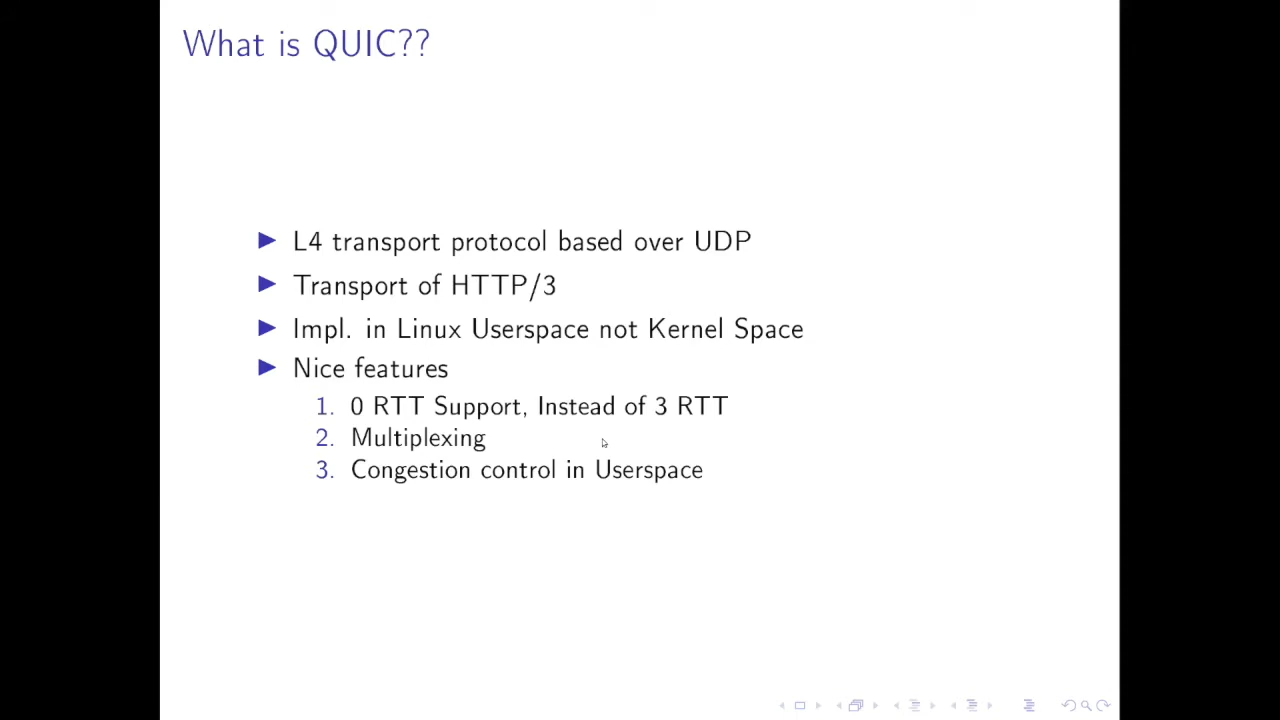 What is QUIC??
L4 transport protocol based over UDP
Transport of HTTP/3
Impl. in Linux Userspace not Kernel Space
Nice features
1. 0 RTT Support, Instead of 3 RTT
2. Multiplexing
3. Congestion control in Userspace